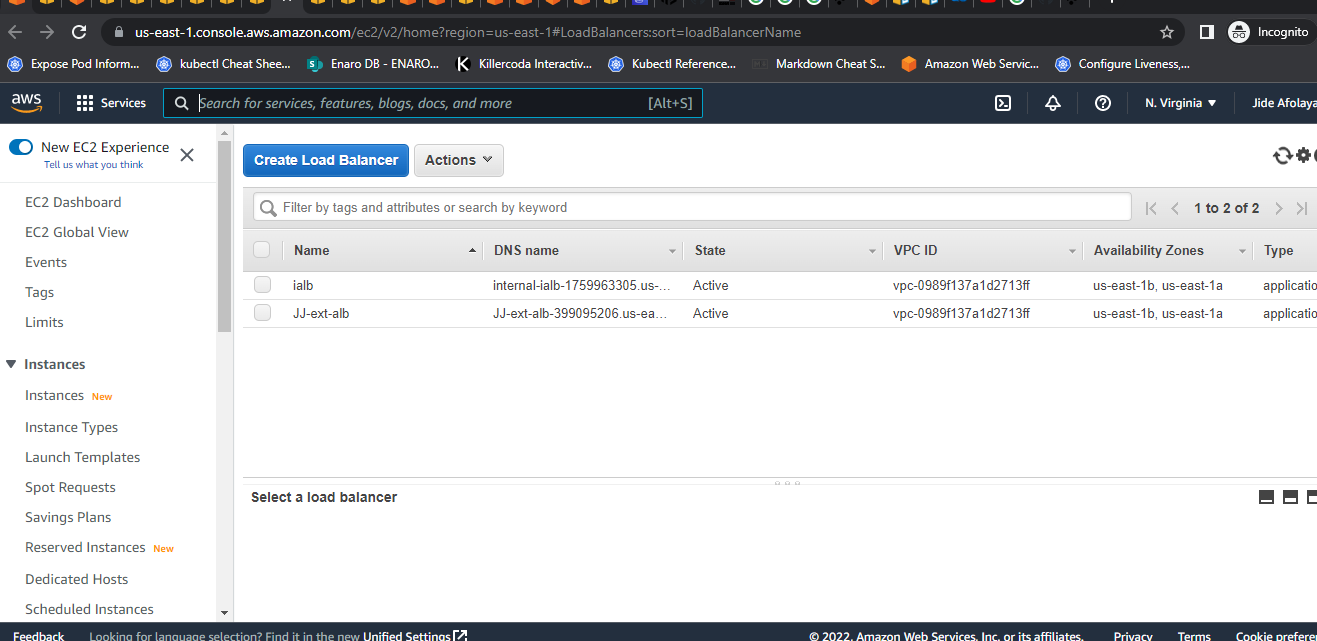 us-east-1.console.aws.amazon.com/ec2/v2/home?region=us-east-1#LoadBalancers:sort=loadBalancerName
Incognito
Expose Pod Inform... kubectl Cheat Shee... Enaro DB - ENARO... Killercoda Interactiv... Kubectl Reference... Markdown Cheat S... Amazon Web Servic... Configure Liveness,...
aws Services Search for services, features, blogs, docs, and more [Alt+S] N. Virginia Jide Afolaya
New EC2 Experience
Tell us what you think
EC2 Dashboard
EC2 Global View
Events
Tags
Limits
Instances
Instances New
Instance Types
Launch Templates
Spot Requests
Savings Plans
Reserved Instances New
Dedicated Hosts
Scheduled Instances
Create Load Balancer Actions
Filter by tags and attributes or search by keyword 1 to 2 of 2
Name DNS name State VPC ID Availability Zones Type
ialb internal-ialb-1759963305.us-... Active vpc-0989f137a1d2713ff us-east-1b, us-east-1a applicatio
JJ-ext-alb JJ-ext-alb-399095206.us-ea... Active vpc-0989f137a1d2713ff us-east-1b, us-east-1a applicatio
Select a load balancer
Feedback Looking for language selection? Find it in the new Unified Settings © 2022, Amazon Web Services, Inc. or its affiliates. Privacy Terms Cookie prefere